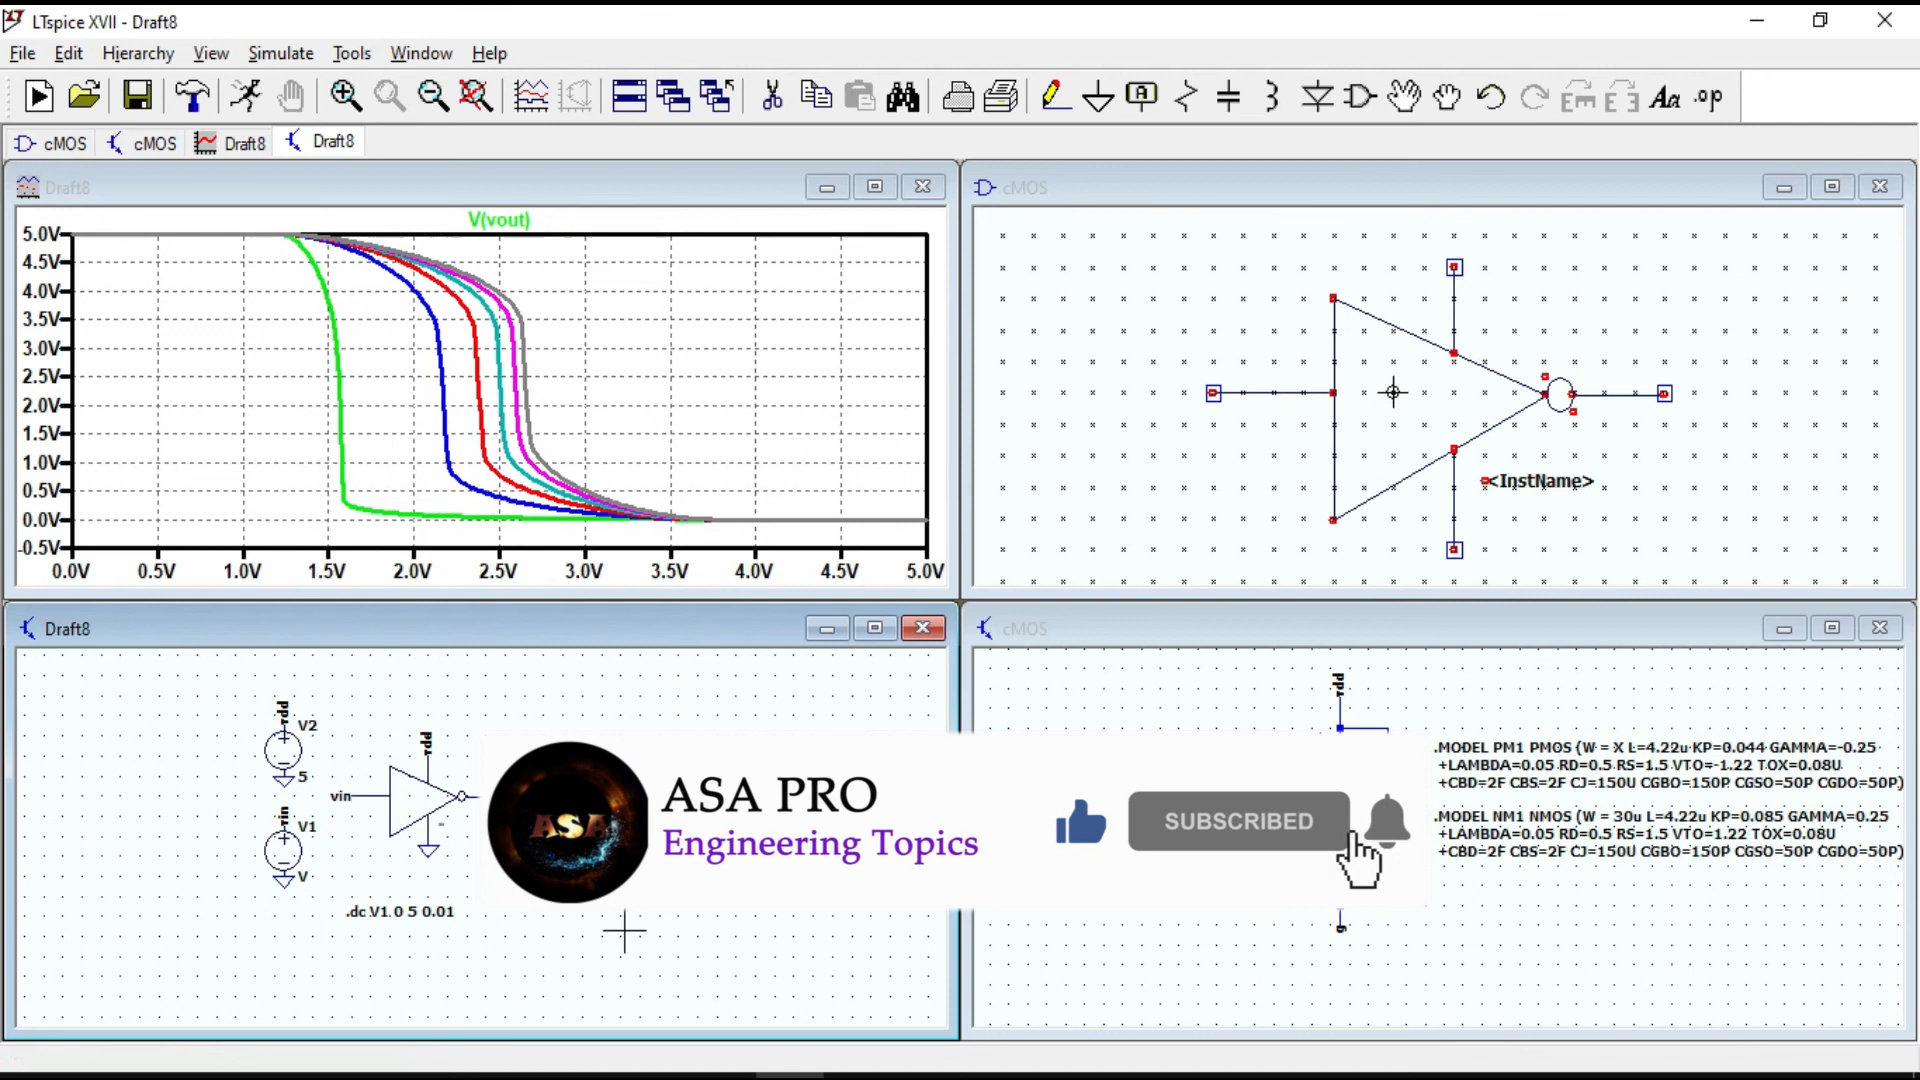 LTspice XVII - Draft8
File Edit Hierarchy View Simulate Tools Window Help
A Aa .op
cMOS cMOS Draft8 Draft8
Draft8
V(vout)
5.0V
4.5V
4.0V
3.5V
3.0V
2.5V
2.0V
1.5V
1.0V
0.5V
0.0V
-0.5V
0.0V 0.5V 1.0V 1.5V 2.0V 2.5V 3.0V 3.5V 4.0V 4.5V 5.0V
cMOS
<InstName>
Draft8
vdd
V2
5
vin
V1
V
vdd
vin
.dc V1 0 5 0.01
cMOS
vdd
.MODEL PM1 PMOS (W = X L=4.22u KP=0.044 GAMMA=-0.25
+LAMBDA=0.05 RD=0.5 RS=1.5 VTO=-1.22 TOX=0.08U
+CBD=2F CBS=2F CJ=150U CGBO=150P CGSO=50P CGDO=50P)
.MODEL NM1 NMOS (W = 30u L=4.22u KP=0.085 GAMMA=0.25
+LAMBDA=0.05 RD=0.5 RS=1.5 VTO=1.22 TOX=0.08U
+CBD=2F CBS=2F CJ=150U CGBO=150P CGSO=50P CGDO=50P)
g
ASA
ASA PRO
Engineering Topics
SUBSCRIBED